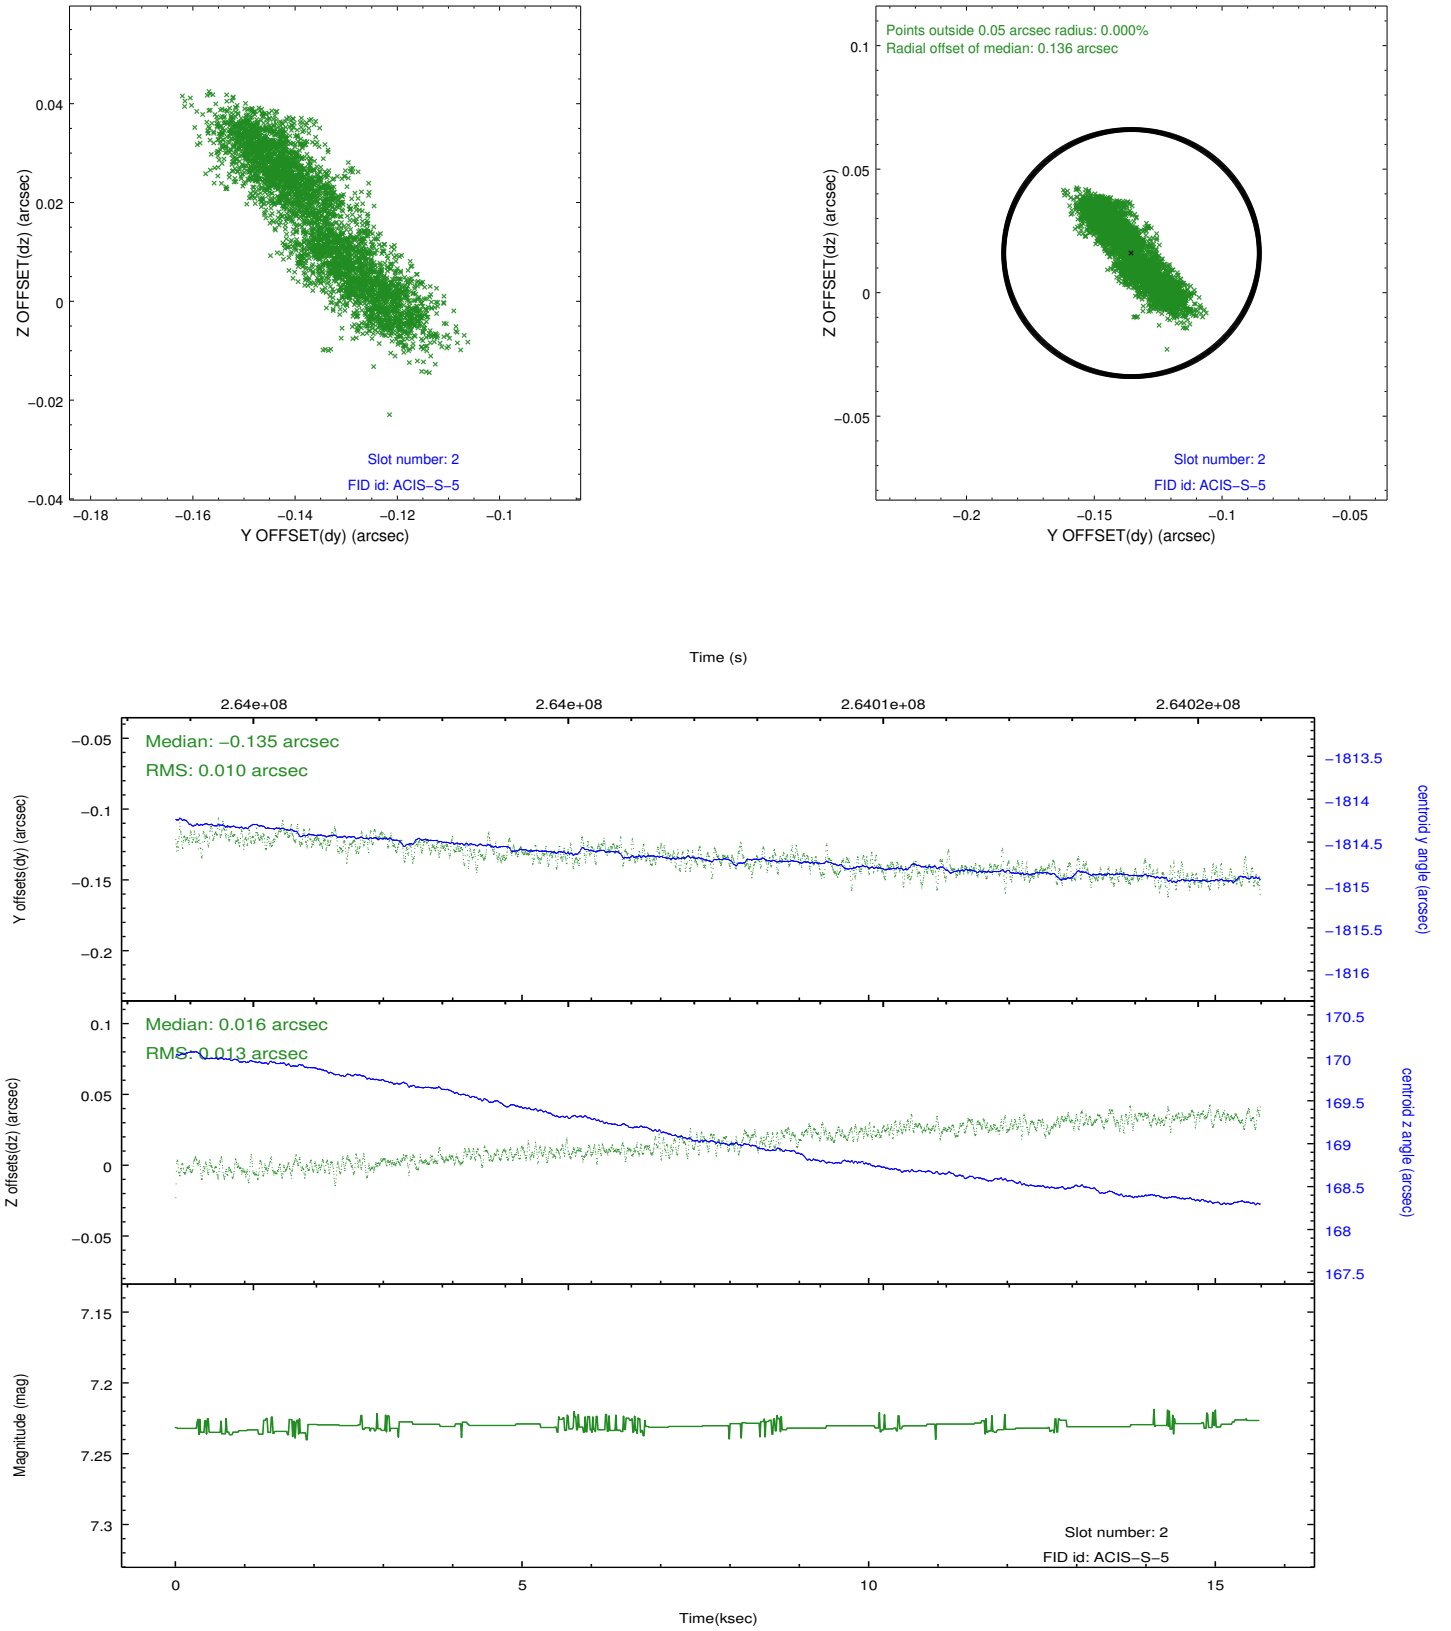 0.04
0.02
0
−0.02
−0.04
Z OFFSET(dz) (arcsec)
Slot number: 2
FID id: ACIS−S−5
−0.18
−0.16
−0.14
−0.12
−0.1
Y OFFSET(dy) (arcsec)
Points outside 0.05 arcsec radius: 0.000%
Radial offset of median: 0.136 arcsec
0.1
0.05
0
−0.05
Z OFFSET(dz) (arcsec)
Slot number: 2
FID id: ACIS−S−5
−0.2
−0.15
−0.1
−0.05
Y OFFSET(dy) (arcsec)
Time (s)
2.64e+08
2.64e+08
2.6401e+08
2.6402e+08
Median: −0.135 arcsec
RMS: 0.010 arcsec
−0.05
−0.1
−0.15
−0.2
Y offsets(dy) (arcsec)
−1813.5
−1814
−1814.5
−1815
−1815.5
−1816
centroid y angle (arcsec)
Median: 0.016 arcsec
RMS: 0.013 arcsec
0.1
0.05
0
−0.05
Z offsets(dz) (arcsec)
170.5
170
169.5
169
168.5
168
167.5
centroid z angle (arcsec)
7.15
7.2
7.25
7.3
Magnitude (mag)
Slot number: 2
FID id: ACIS−S−5
0
5
10
15
Time(ksec)